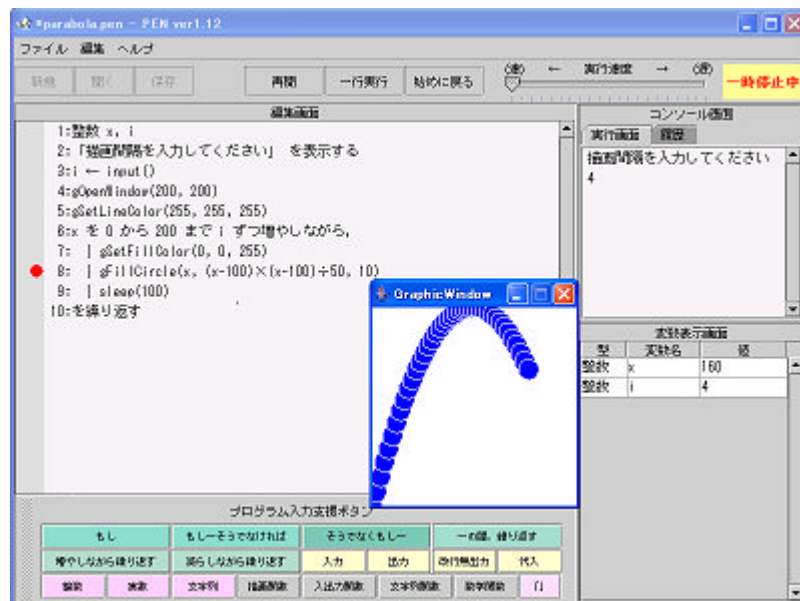 *parabola.pen - PEN ver1.12
ファイル 編集 ヘルプ
新規 開く 保存 再開 一行実行 始めに戻る (速) ← 実行速度 → (遅) 一時停止中
編集画面
1:整数 x, i
2:「描画間隔を入力してください」 を表示する
3:i ← input()
4:gOpenWindow(200, 200)
5:gSetLineColor(255, 255, 255)
6:x を 0 から 200 まで i ずつ増やしながら,
7: | gSetFillColor(0, 0, 255)
8: | gFillCircle(x, (x-100)×(x-100)÷50, 10)
9: | sleep(100)
10:を繰り返す
GraphicWindow
コンソール画面
実行画面 履歴
描画間隔を入力してください
4
変数表示画面
型 変数名 値
整数 x 160
整数 i 4
プログラム入力支援ボタン
もし もし〜そうでなければ そうでなくもし〜 〜の間，繰り返す
増やしながら繰り返す 減らしながら繰り返す 入力 出力 改行無出力 代入
整数 実数 文字列 描画関数 入出力関数 文字列関数 数学関数